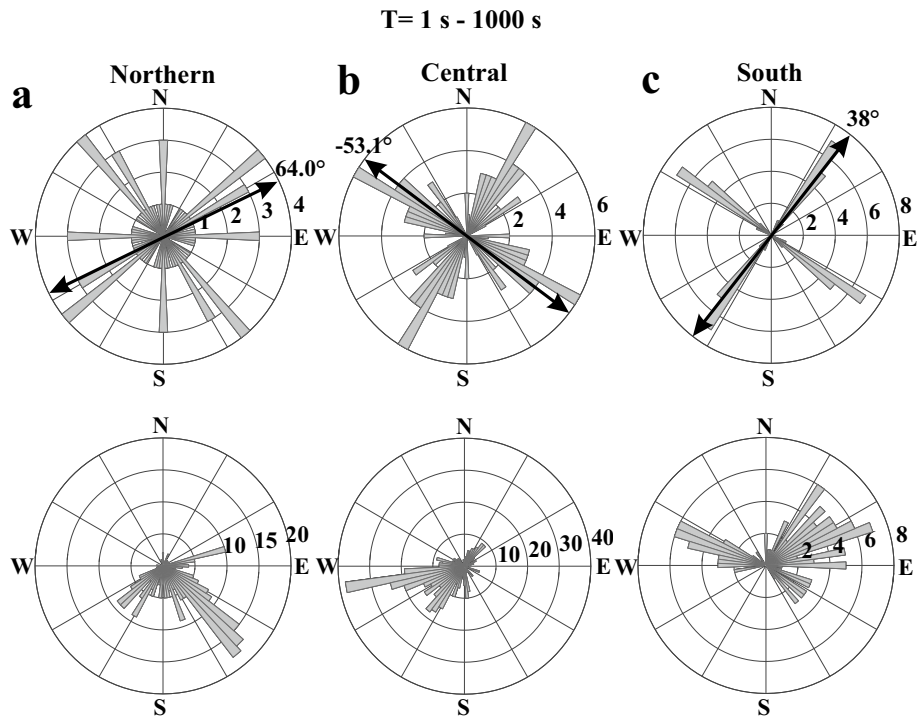 T= 1 s - 1000 s
a Northern b Central c South
N N N
-53.1° 64.0° 38°
W 1 2 3 4 E W 2 4 6 E W 2 4 6 8 E
S S S
N N N
W 10 15 20 E W 10 20 30 40 E W 2 4 6 8 E
S S S